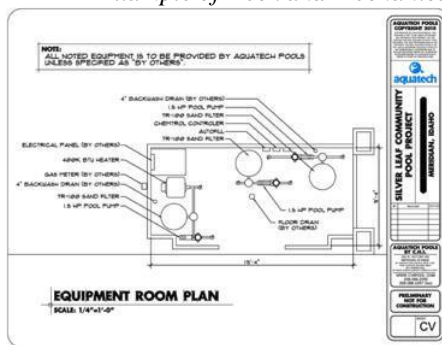 NOTE:
ALL NOTED EQUIPMENT IS TO BE PROVIDED BY AQUATECH POOLS
UNLESS SPECIFIED AS "BY OTHERS".
4" BACKWASH DRAIN (BY OTHERS)
1.5 HP POOL PUMP
TR-100 SAND FILTER
CHEMTROL CONTROLER
AUTOFILL
TR-100 SAND FILTER
ELECTRICAL PANEL (BY OTHERS)
400K BTU HEATER
GAS METER (BY OTHERS)
4" BACKWASH DRAIN (BY OTHERS)
TR-100 SAND FILTER
1.5 HP POOL PUMP
1.5 HP POOL PUMP
FLOOR DRAIN
(BY OTHERS)
EQUIPMENT ROOM PLAN
SCALE: 1/4"=1'-0"
AQUATECH POOLS
COPYRIGHT 2010
aquatech
SILVER LEAF COMMUNITY
POOL PROJECT
MERIDIAN, IDAHO
AQUATECH POOLS
PRELIMINARY
NOT FOR
CONSTRUCTION
CV